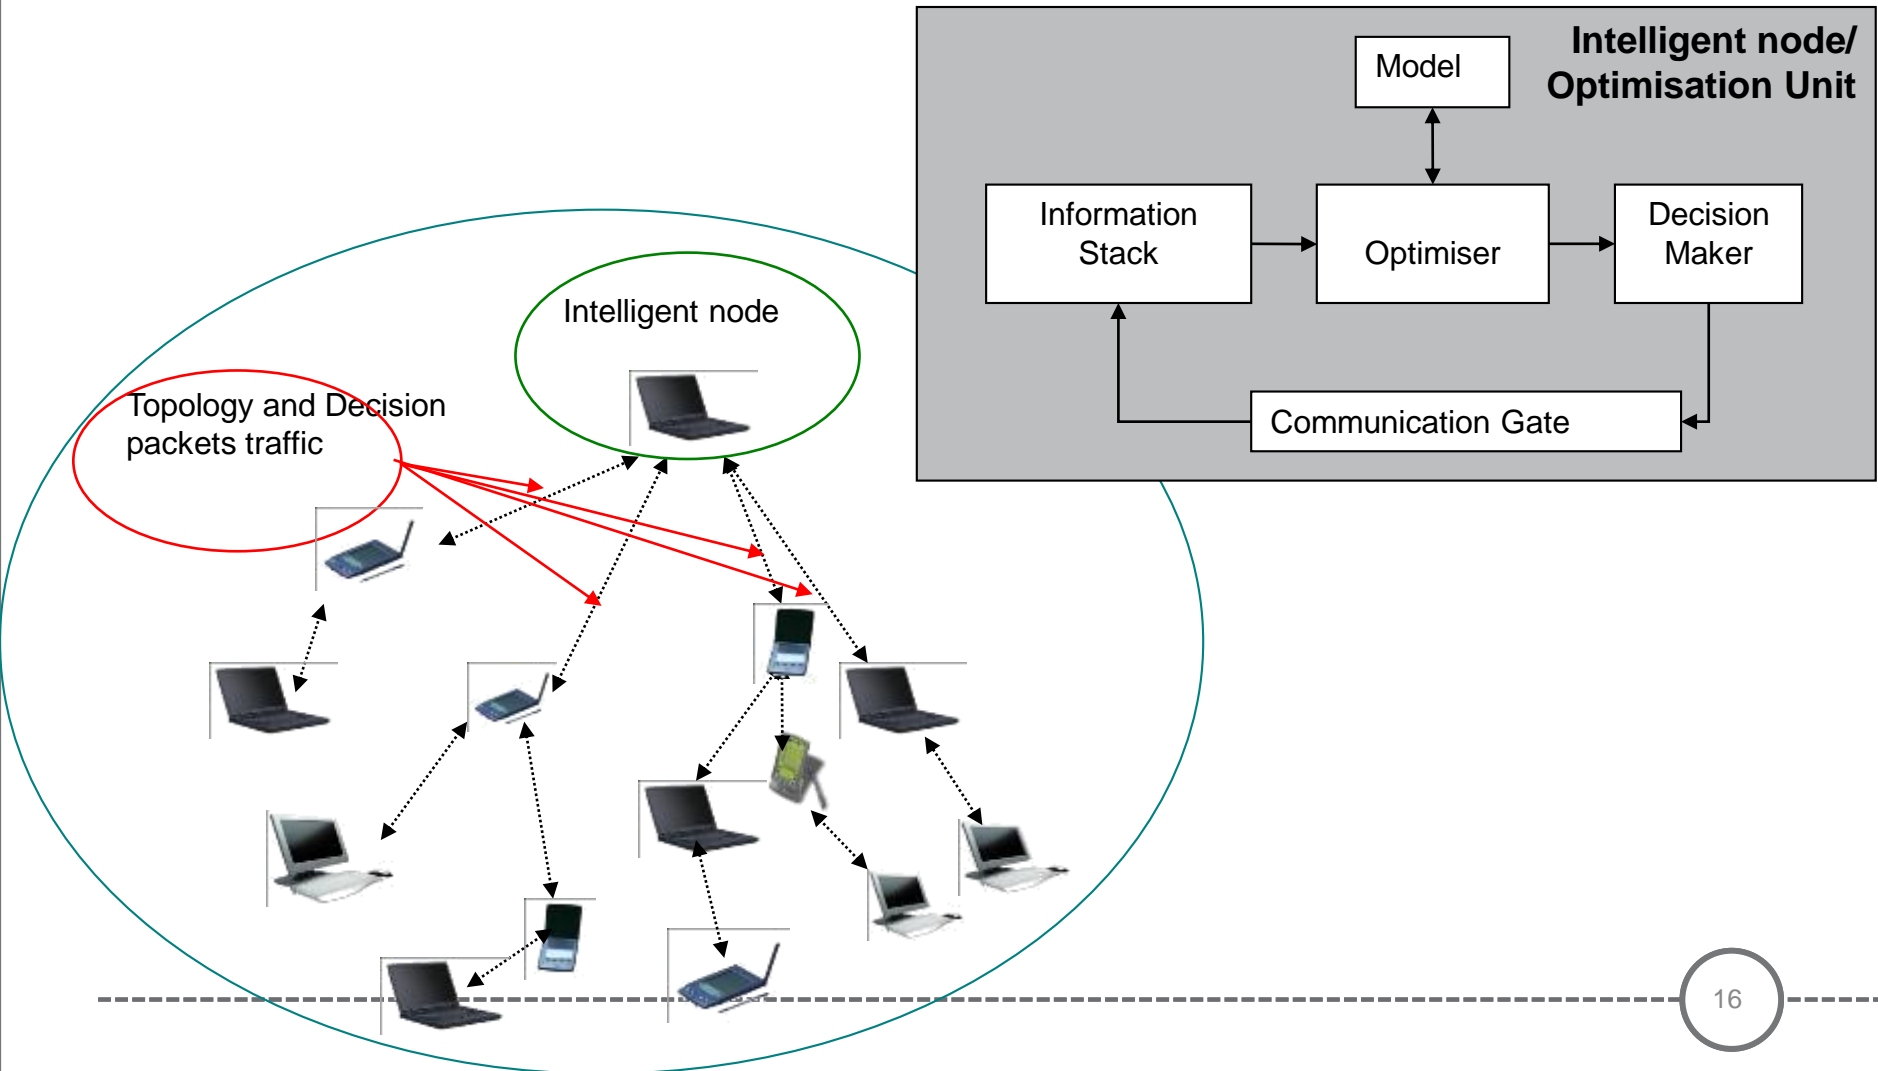 Intelligent node/
Optimisation Unit
Model
Information
Stack
Optimiser
Decision
Maker
Communication Gate
Intelligent node
Topology and Decision
packets traffic
16